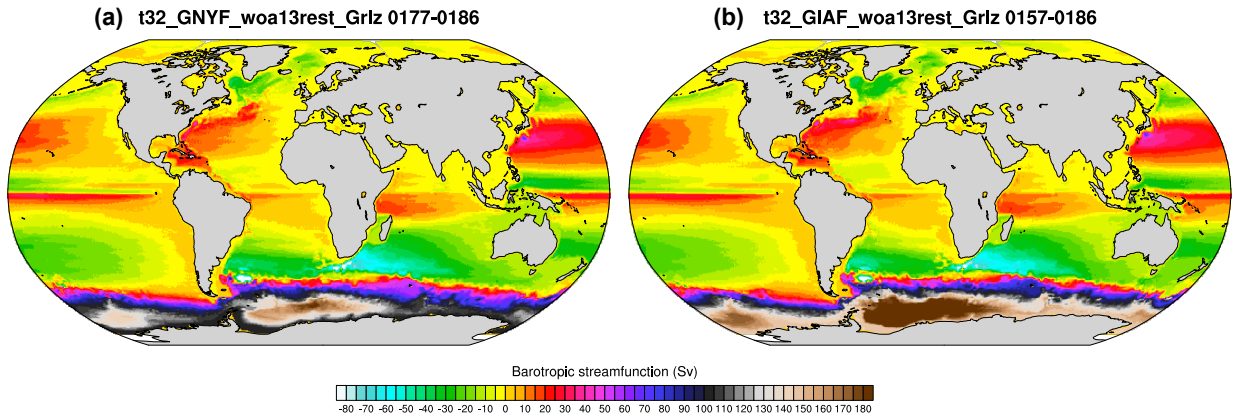 (a) t32_GNYF_woa13rest_Grlz 0177-0186
(b) t32_GIAF_woa13rest_Grlz 0157-0186
Barotropic streamfunction (Sv)
-80 -70 -60 -50 -40 -30 -20 -10 0 10 20 30 40 50 60 70 80 90 100 110 120 130 140 150 160 170 180